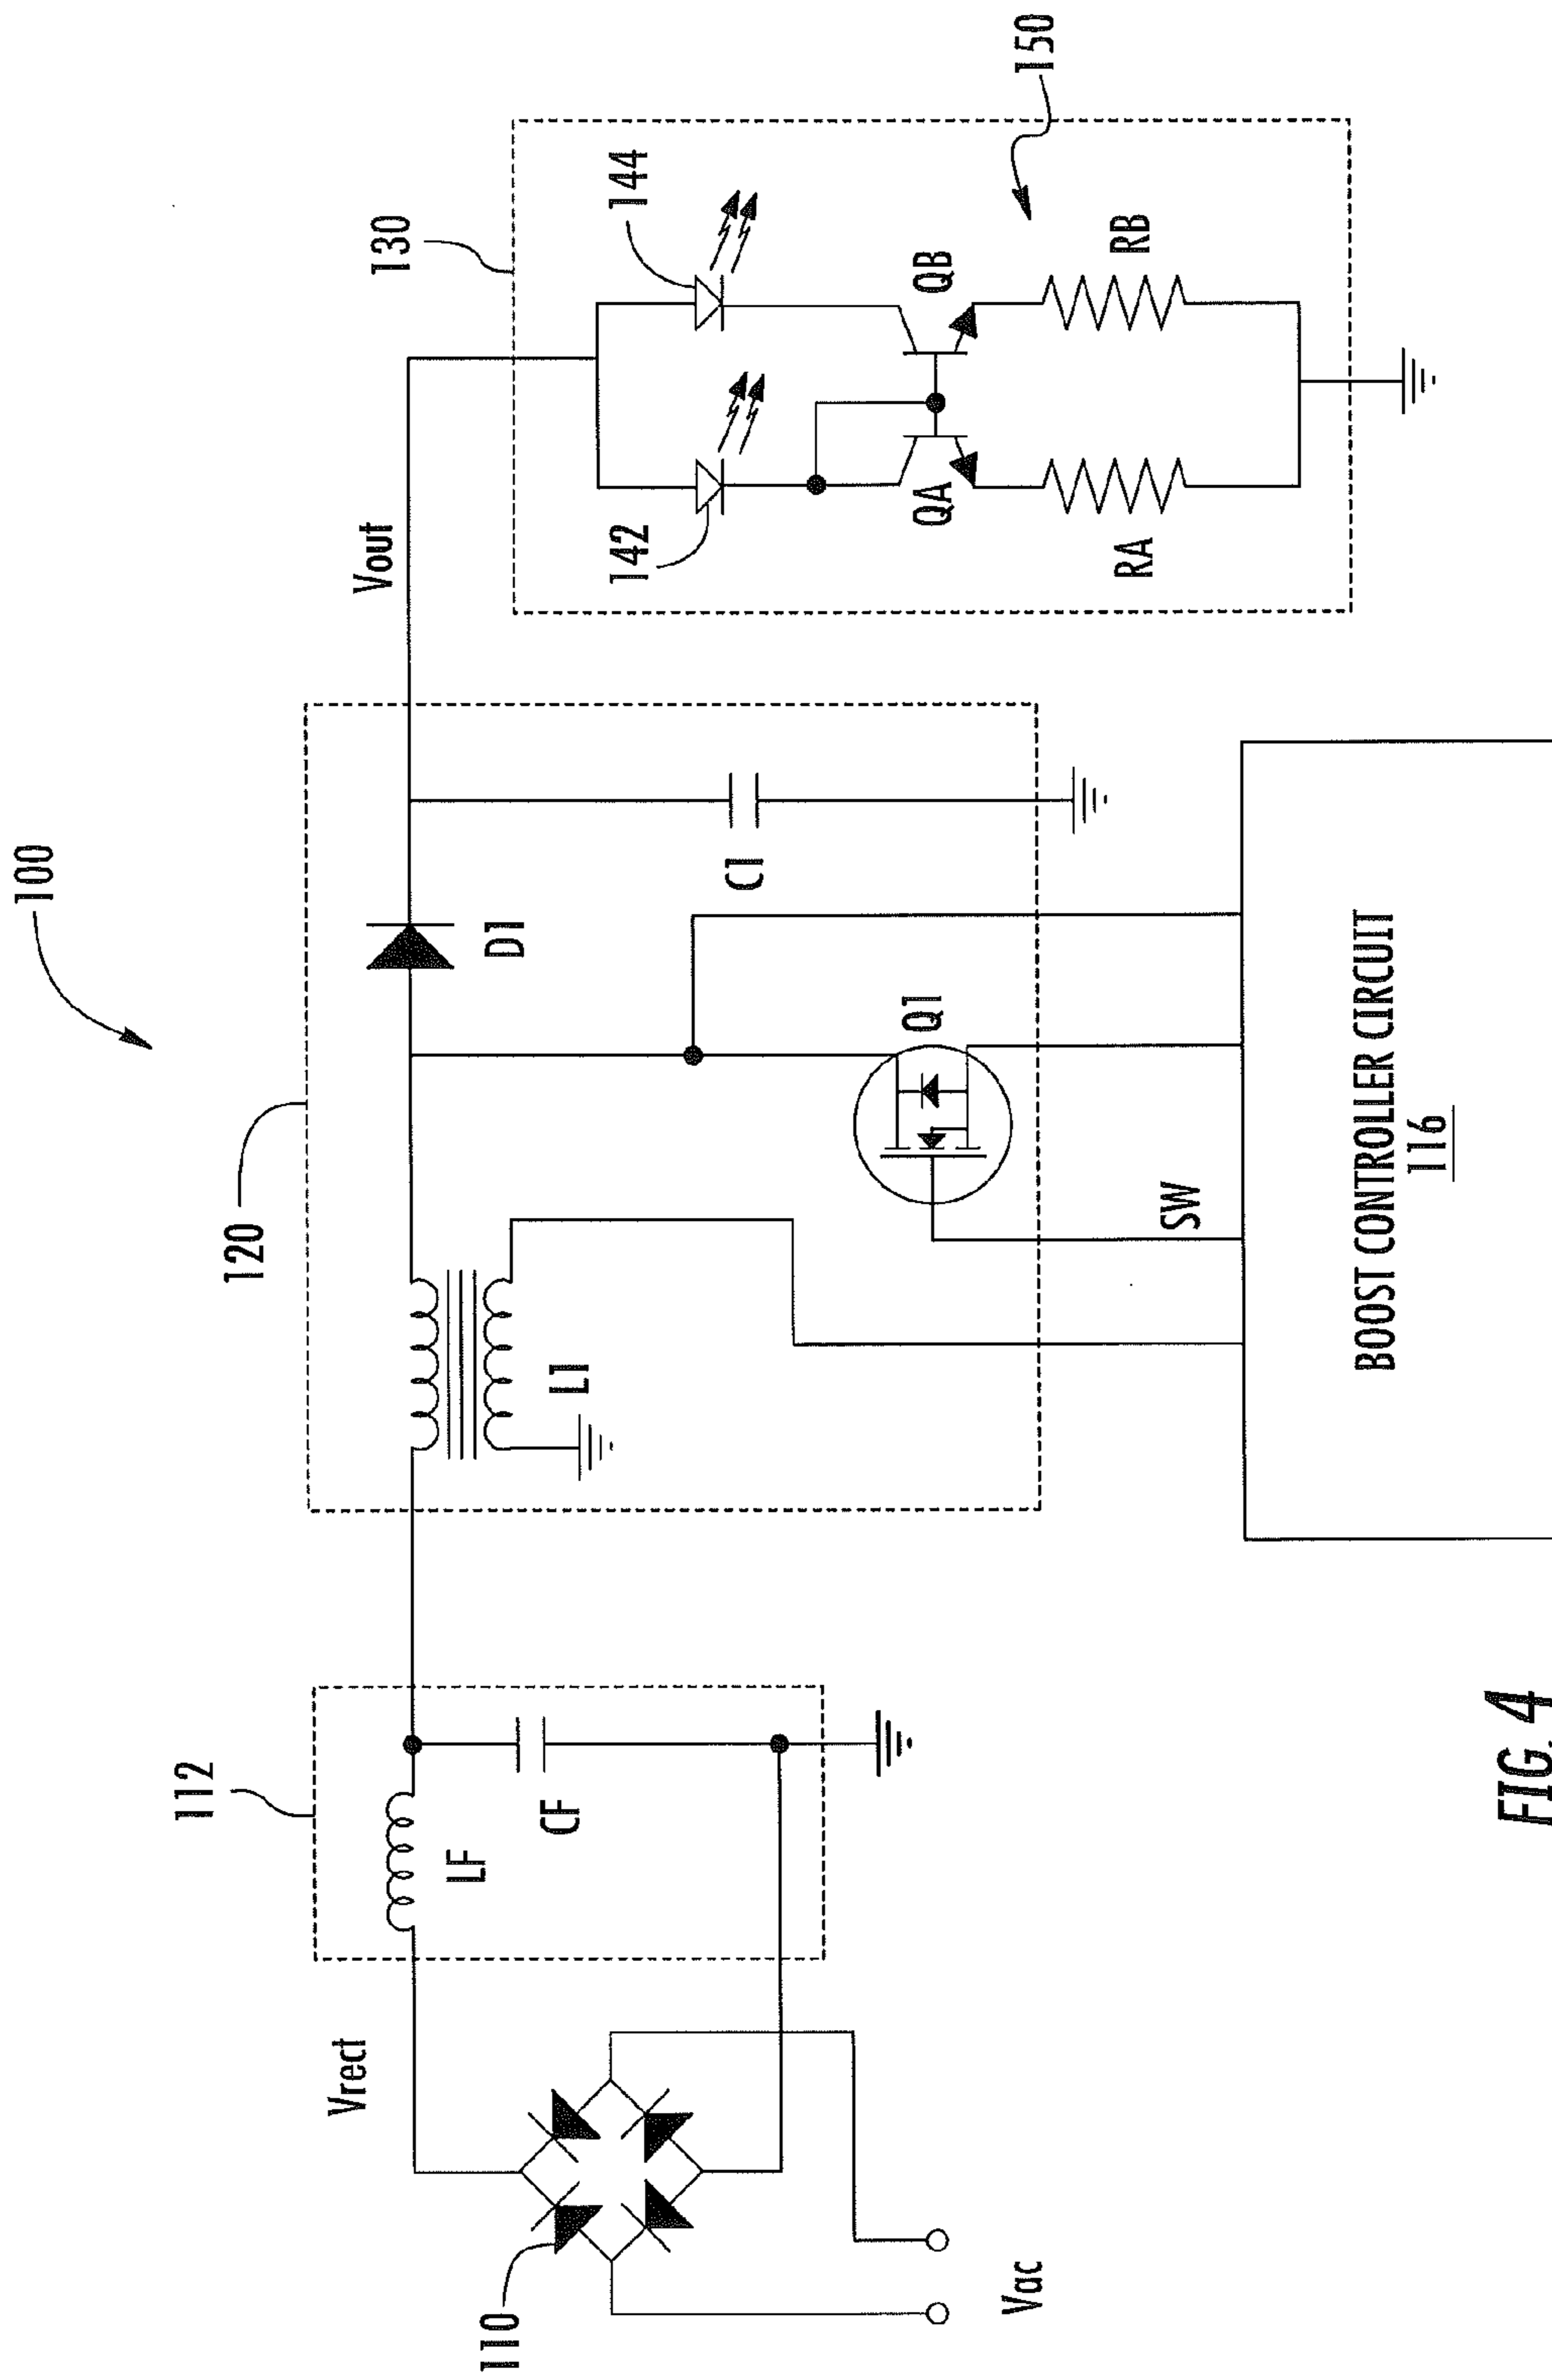 100
120
130
Vout
144
142
QA
QB
RA
RB
150
D1
C1
Q1
L1
SW
BOOST CONTROLLER CIRCUIT
116
112
LF
CF
Vrect
110
Vac
FIG. 4